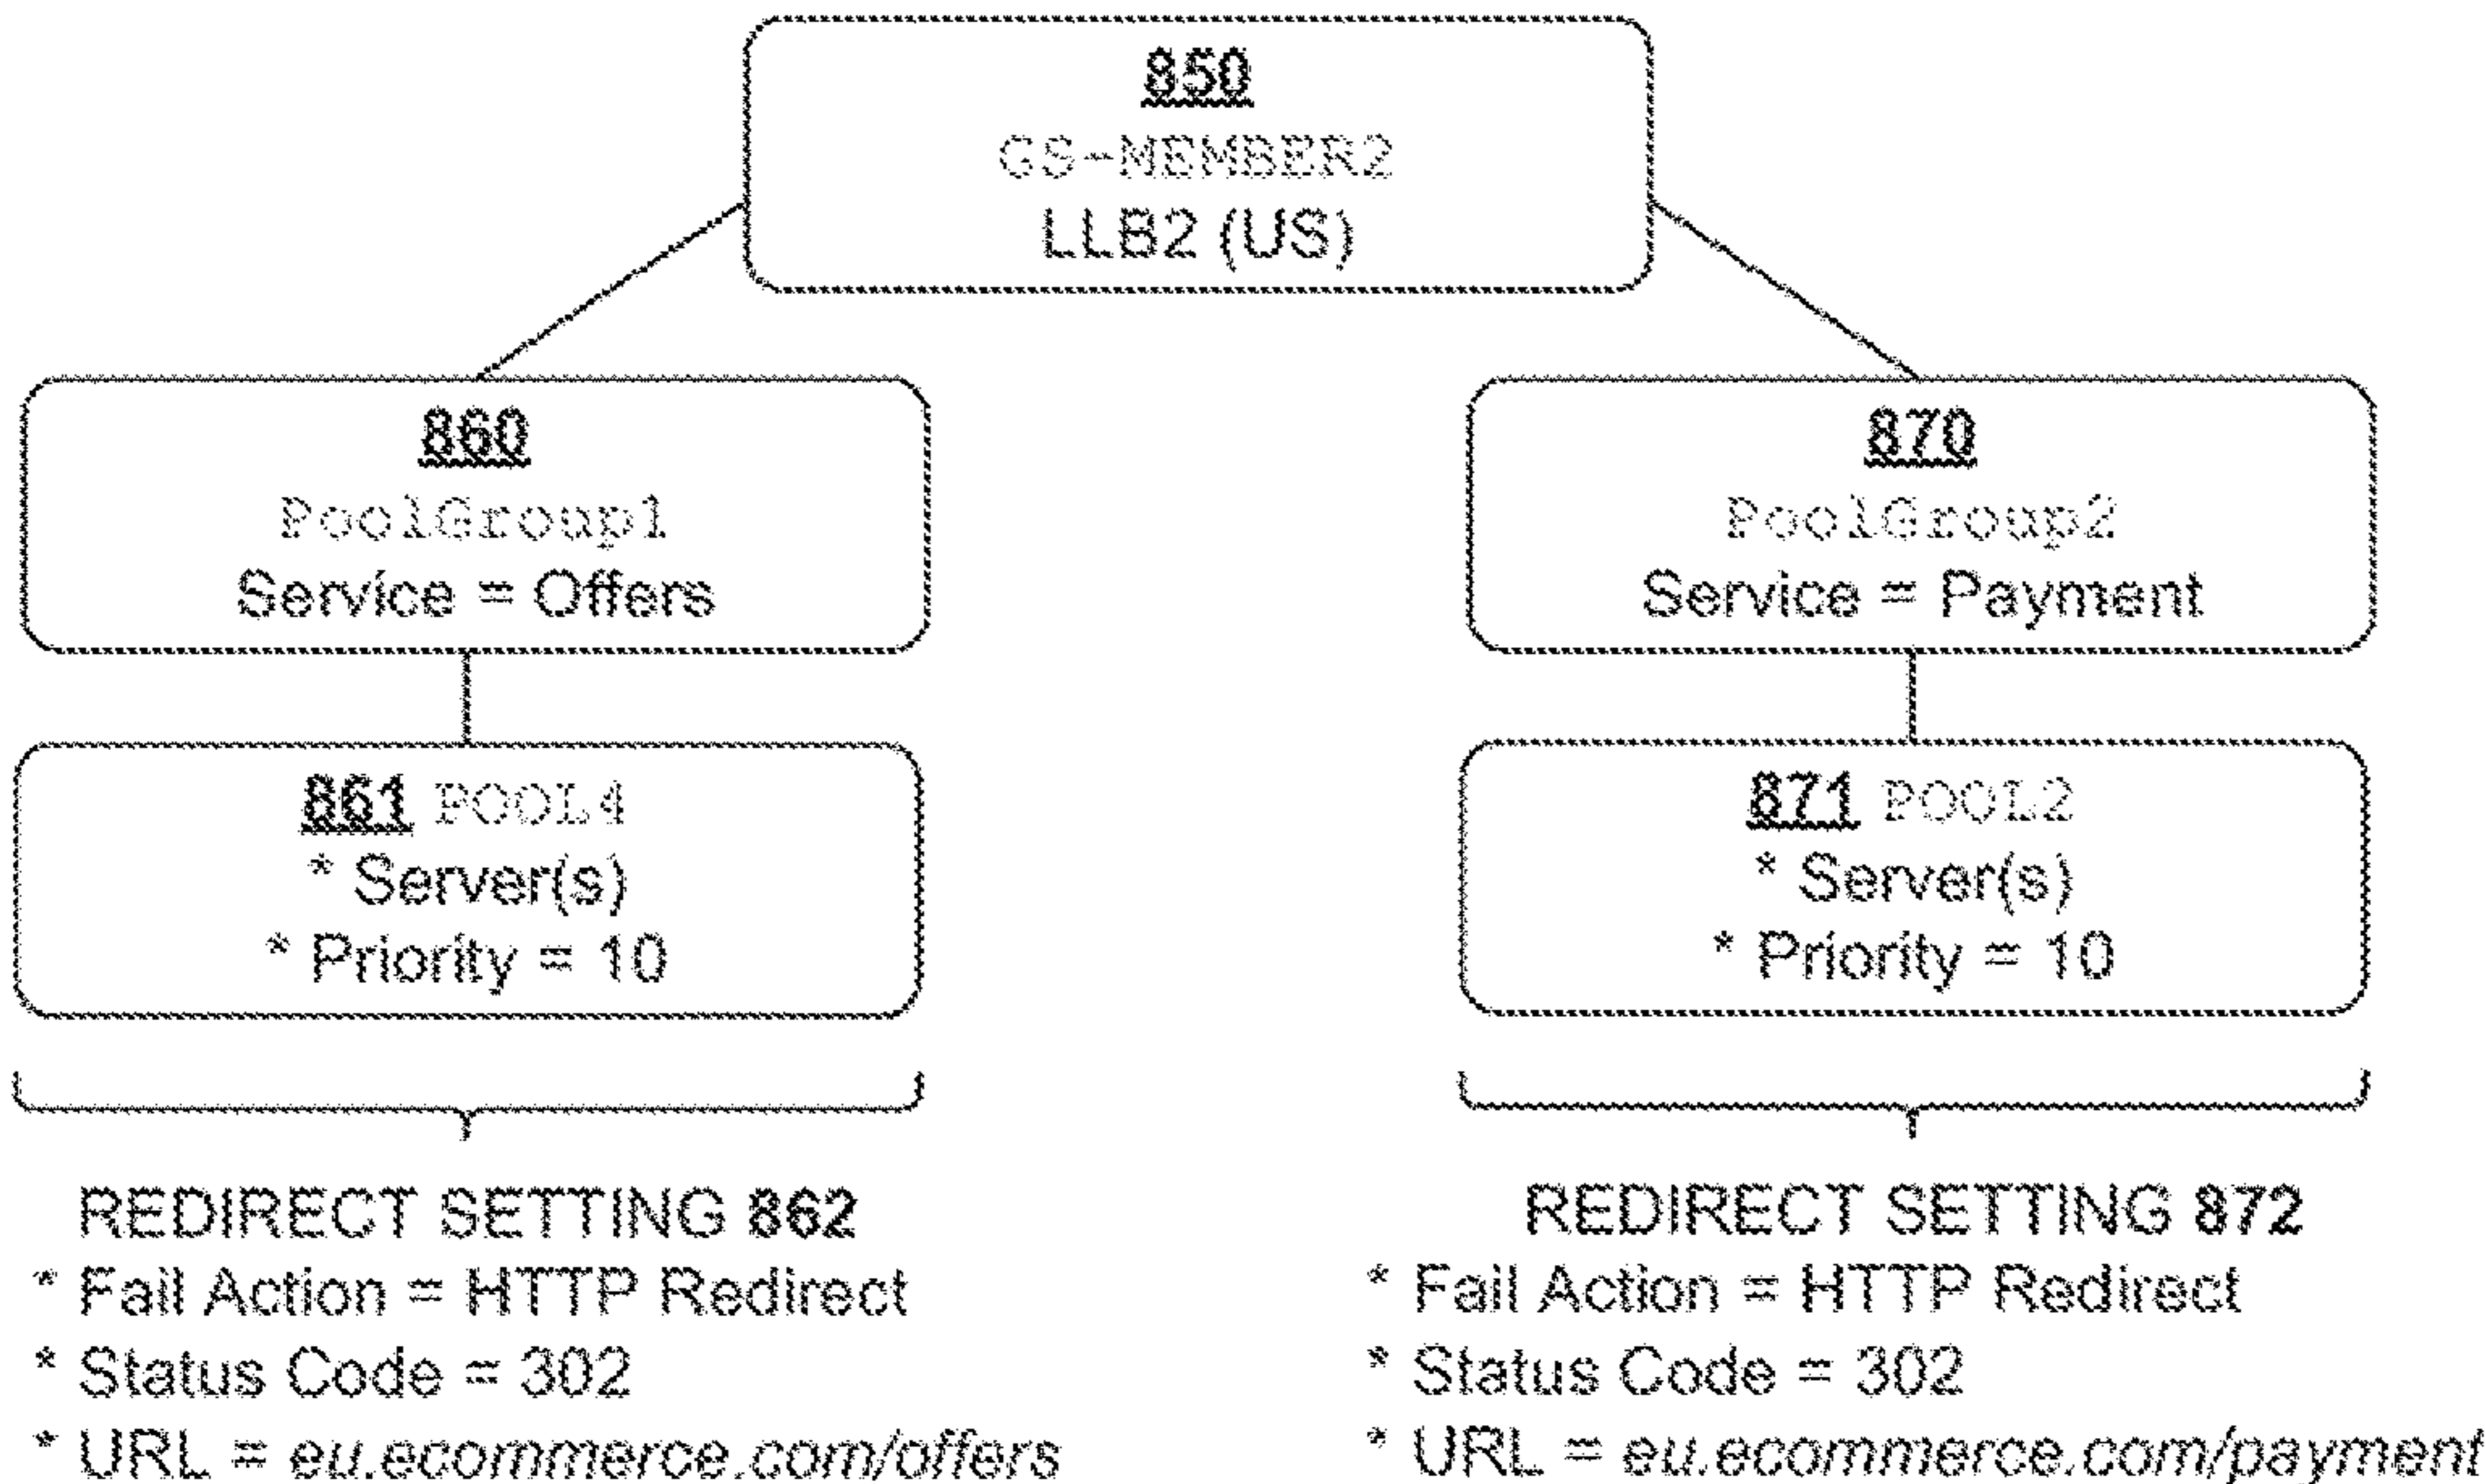 850
GS-MEMBER2
LLB2 (US)
860
PoolGroup1
Service = Offers
870
PoolGroup2
Service = Payment
861 POOL4
* Server(s)
* Priority = 10
871 POOL2
* Server(s)
* Priority = 10
REDIRECT SETTING 862
* Fail Action = HTTP Redirect
* Status Code = 302
* URL = eu.ecommerce.com/offers
REDIRECT SETTING 872
* Fail Action = HTTP Redirect
* Status Code = 302
* URL = eu.ecommerce.com/payment